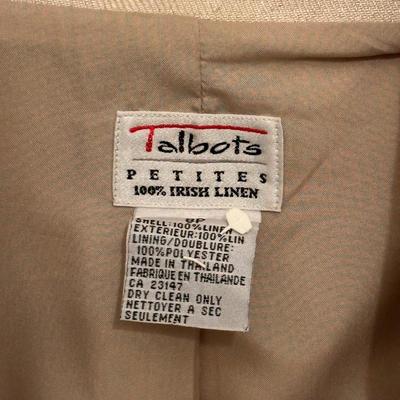 Talbots
PETITES
100% IRISH LINEN
8P
SHELL:100%LINEN
EXTERIEUR:100%LIN
LINING/DOUBLURE:
100%POLYESTER
MADE IN THAILAND
FABRIQUE EN THAILANDE
CA 23147
DRY CLEAN ONLY
NETTOYER A SEC
SEULEMENT